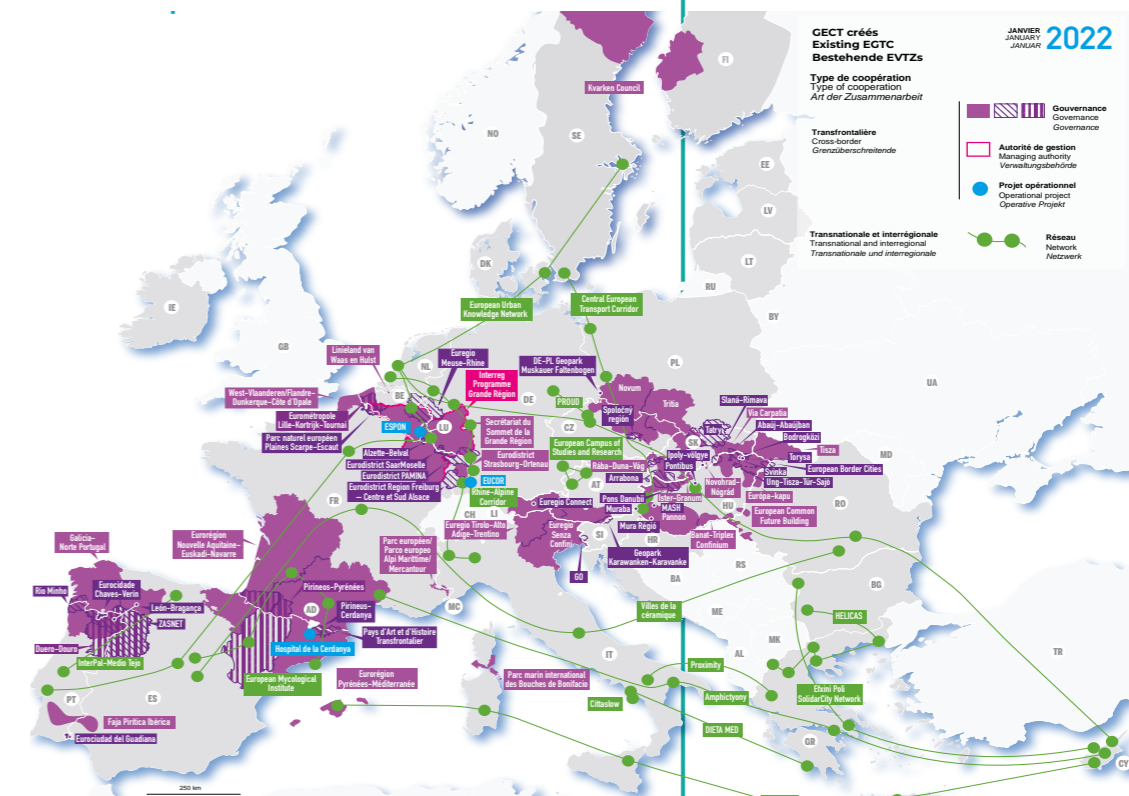 GECT créés
Existing EGTC
Bestehende EVTZs
JANVIER
JANUARY
JANUAR
2022
Type de coopération
Type of cooperation
Art der Zusammenarbeit
Transfrontalière
Cross-border
Grenzüberschreitende
Gouvernance
Governance
Governance
Autorité de gestion
Managing authority
Verwaltungsbehörde
Projet opérationnel
Operational project
Operative Projekt
Transnationale et interrégionale
Transnational and interregional
Transnationale und interregionale
Réseau
Network
Netzwerk
FI
Kvarken Council
NO
SE
EE
LV
LT
DK
RU
IE
GB
BY
European Urban
Knowledge Network
Central European
Transport Corridor
Linieland van
Waas en Hulst
NL
Euregio
Meuse-Rhine
DE-PL Geopark
Muskauer Faltenbogen
PL
UA
West-Vlaanderen/Flandre-
Dunkerque-Côte d'Opale
BE
Interreg
Programme
Grande Région
DE
PROUD
Novum
Tritia
Spoločný
región
Slaná-Rimava
Via Carpatia
Abaúj-Abaújban
Bodrogközi
Tisza
Eurométropole
Lille-Kortrijk-Tournai
ESPON
LU
Secrétariat du
Sommet de la
Grande Région
CZ
Tatry
SK
MD
Parc naturel européen
Plaines Scarpe-Escaut
Alzette-Belval
Eurodistrict SaarMoselle
Eurodistrict PAMINA
Eurodistrict Region Freiburg
– Centre et Sud Alsace
Eurodistrict
Strasbourg-Ortenau
European Campus of
Studies and Research
Ipoly-völgye
Pontibus
Torysa
European Border Cities
Svinka
Ung-Tisza-Túr-Sajó
EUCOR
Rhine-Alpine
Corridor
Rába-Duna-Vág
Arrabona
AT
Novohrad-
Nógrád
Európa-kapu
FR
CH
LI
Euregio Connect
Pons Danubii
Muraba
Ister-Granum
MASH
Pannon
HU
European Common
Future Building
RO
Euregio Tirolo-Alto
Adige-Trentino
Euregio
Senza
Confini
SI
Mura Régió
HR
Banat-Triplex
Confinium
Eurorégion
Nouvelle Aquitaine-
Euskadi-Navarre
Parc européen/
Parco europeo
Alpi Marittime/
Mercantour
Geopark
Karawanken-Karavanke
GO
BA
RS
Galicia-
Norte Portugal
MC
ME
BG
Rio Minho
Eurocidade
Chaves-Verin
León-Bragança
ZASNET
Pirineos-Pyrénées
AD
Pirineus-
Cerdanya
Villes de la
céramique
HELICAS
Duero-Douro
Pays d'Art et d'Histoire
Transfrontalier
Hospital de la Cerdanya
IT
MK
AL
TR
InterPal-Medio Tejo
European Mycological
Institute
Eurorégion
Pyrénées-Méditerranée
Parc marin international
des Bouches de Bonifacio
Proximity
Amphictyony
Efxini Poli
SolidarCity Network
PT
ES
Cittaslow
Faja Pirítica Ibérica
DIETA MED
Eurociudad del Guadiana
GR
CY
250 km